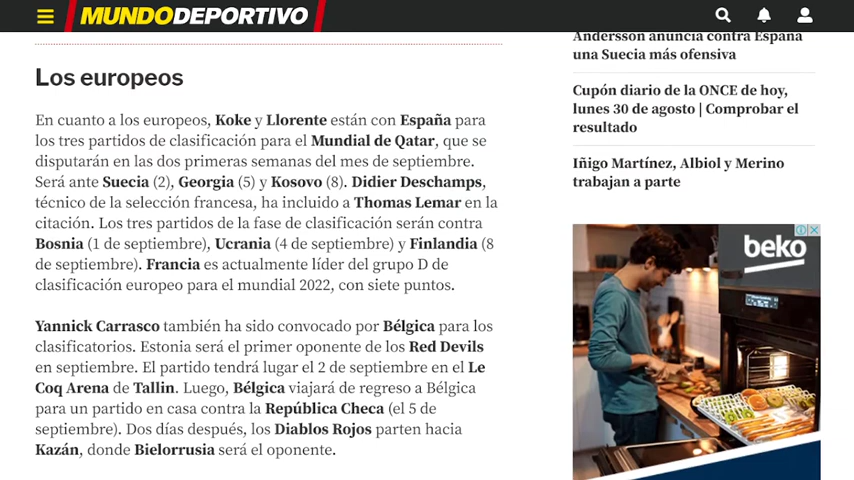 MUNDODEPORTIVO
Andersson anuncia contra España
una Suecia más ofensiva
Cupón diario de la ONCE de hoy,
lunes 30 de agosto | Comprobar el
resultado
Iñigo Martínez, Albiol y Merino
trabajan a parte
Los europeos
En cuanto a los europeos, Koke y Llorente están con España para
los tres partidos de clasificación para el Mundial de Qatar, que se
disputarán en las dos primeras semanas del mes de septiembre.
Será ante Suecia (2), Georgia (5) y Kosovo (8). Didier Deschamps,
técnico de la selección francesa, ha incluido a Thomas Lemar en la
citación. Los tres partidos de la fase de clasificación serán contra
Bosnia (1 de septiembre), Ucrania (4 de septiembre) y Finlandia (8
de septiembre). Francia es actualmente líder del grupo D de
clasificación europeo para el mundial 2022, con siete puntos.
Yannick Carrasco también ha sido convocado por Bélgica para los
clasificatorios. Estonia será el primer oponente de los Red Devils
en septiembre. El partido tendrá lugar el 2 de septiembre en el Le
Coq Arena de Tallin. Luego, Bélgica viajará de regreso a Bélgica
para un partido en casa contra la República Checa (el 5 de
septiembre). Dos días después, los Diablos Rojos parten hacia
Kazán, donde Bielorrusia será el oponente.
beko